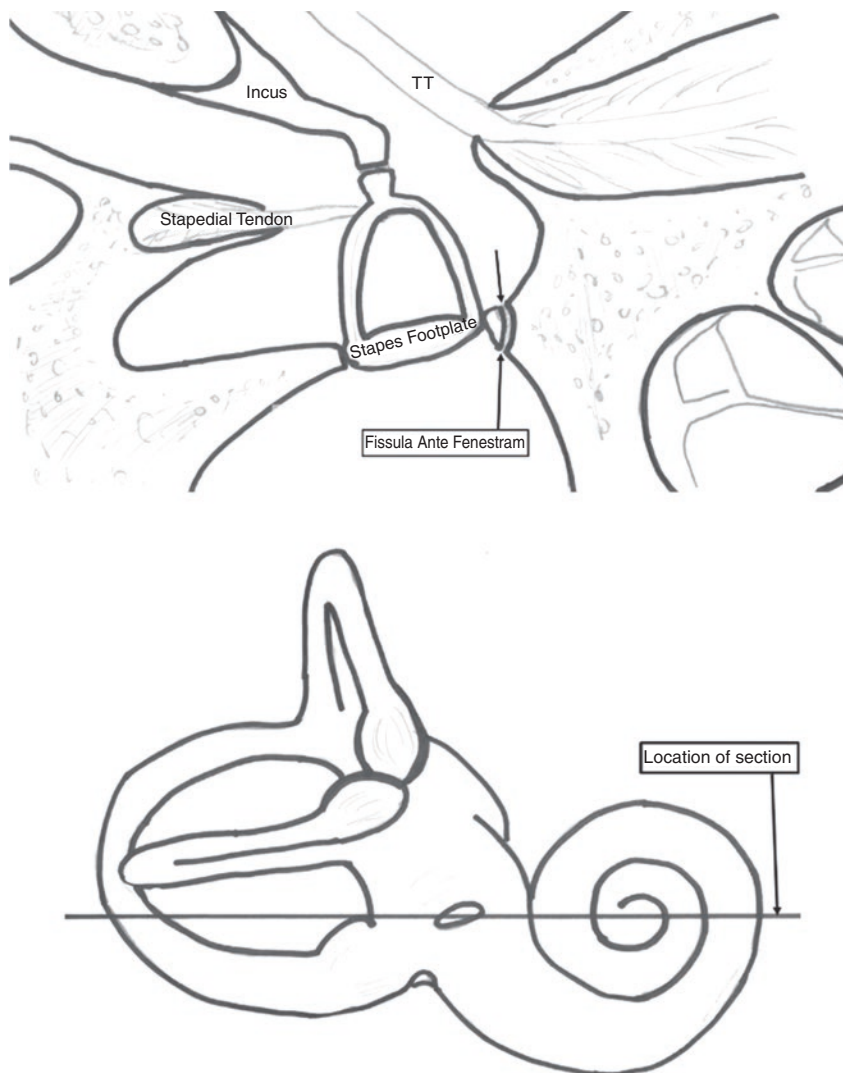 TT
Incus
Stapedial Tendon
Stapes Footplate
Fissula Ante Fenestram
Location of section